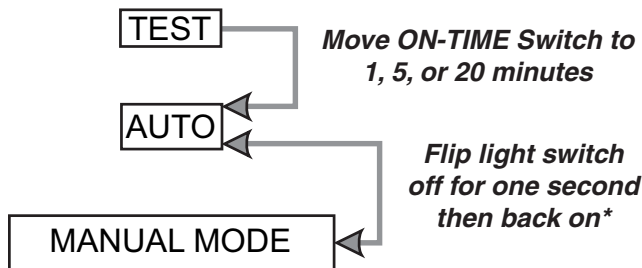 TEST
Move ON-TIME Switch to
1, 5, or 20 minutes
AUTO
Flip light switch
off for one second
then back on*
MANUAL MODE